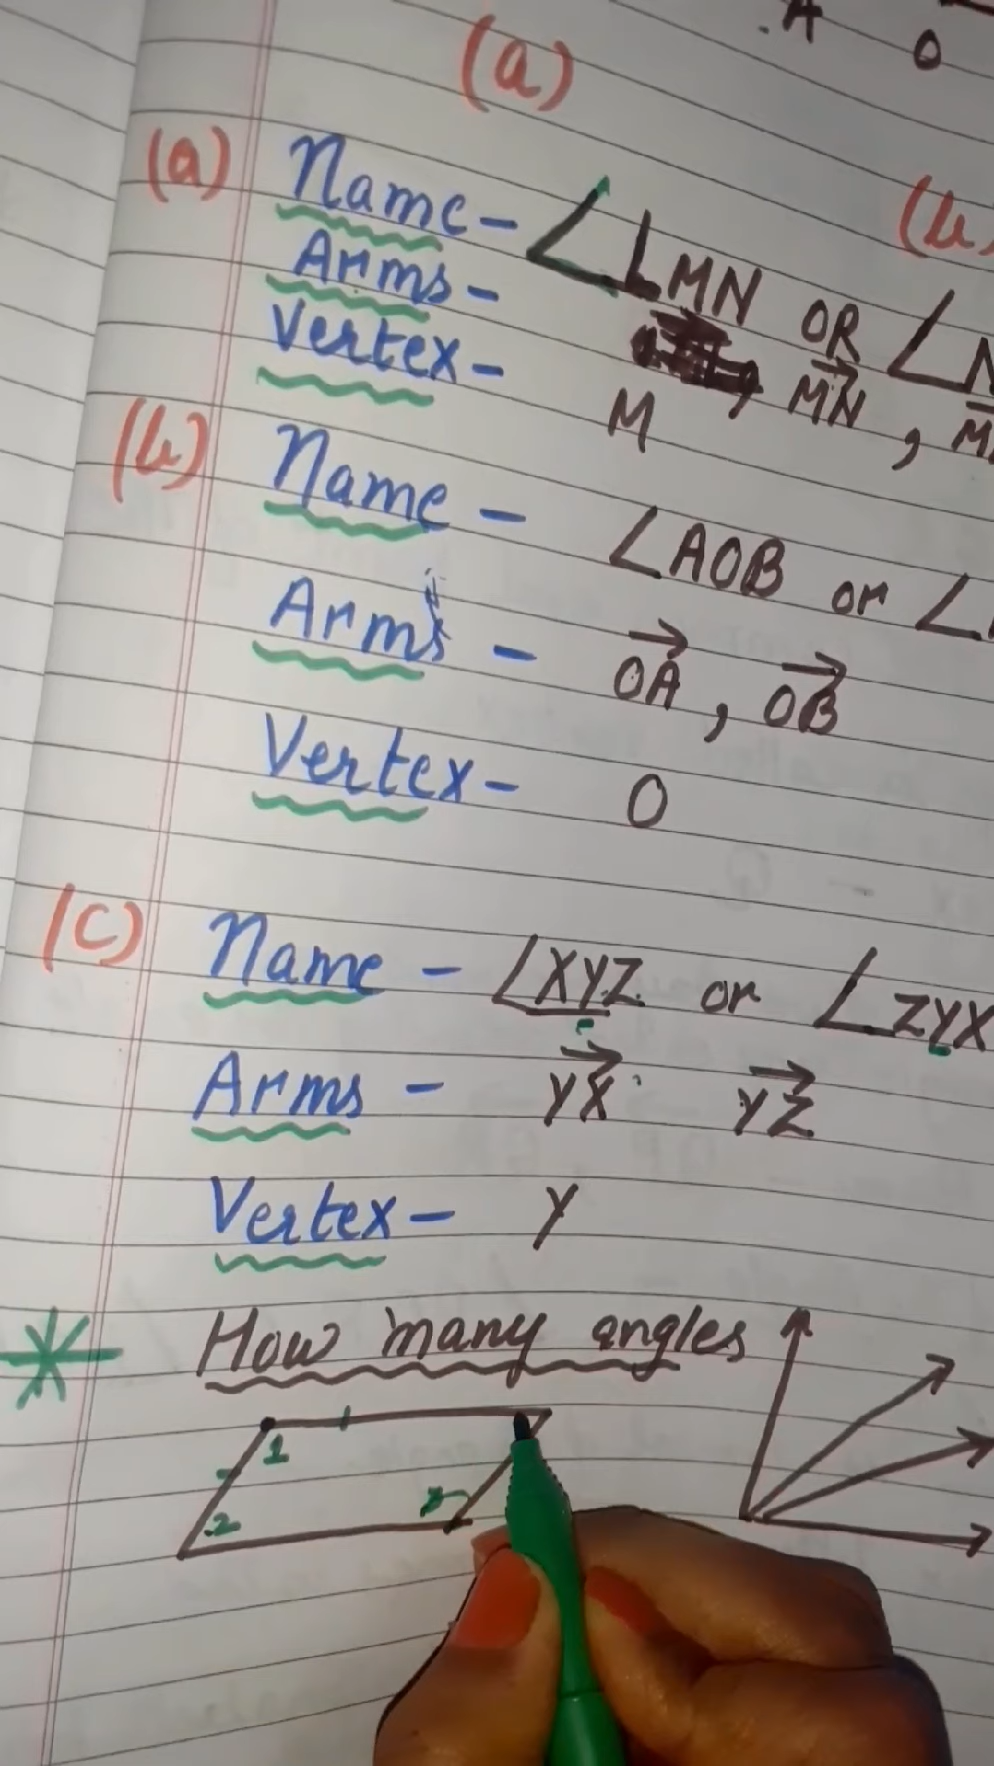 A O
(a)
(a) Name - ∠LMN OR ∠
Arms - , MN ,
Vertex - M
(b) Name - ∠AOB or ∠
Arms - OA , OB
Vertex - O
(C) Name - ∠XYZ or ∠ZYX
Arms - YX YZ
Vertex - Y
How many angles
1
2